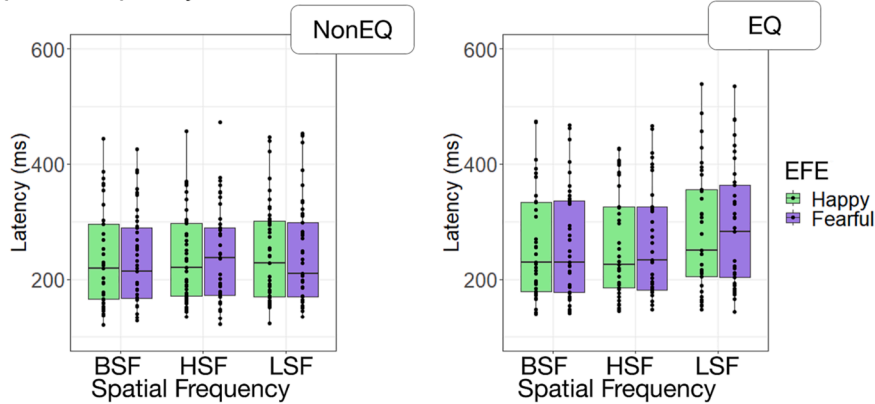 NonEQ
600
400
200
Latency (ms)
BSF HSF LSF
Spatial Frequency
EQ
600
400
200
Latency (ms)
BSF HSF LSF
Spatial Frequency
EFE
Happy
Fearful